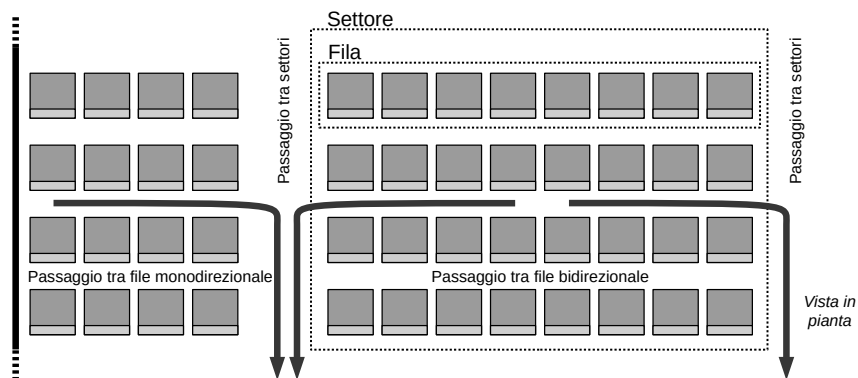 Settore
Fila
Passaggio tra settori
Passaggio tra settori
Passaggio tra file monodirezionale
Passaggio tra file bidirezionale
Vista in
pianta